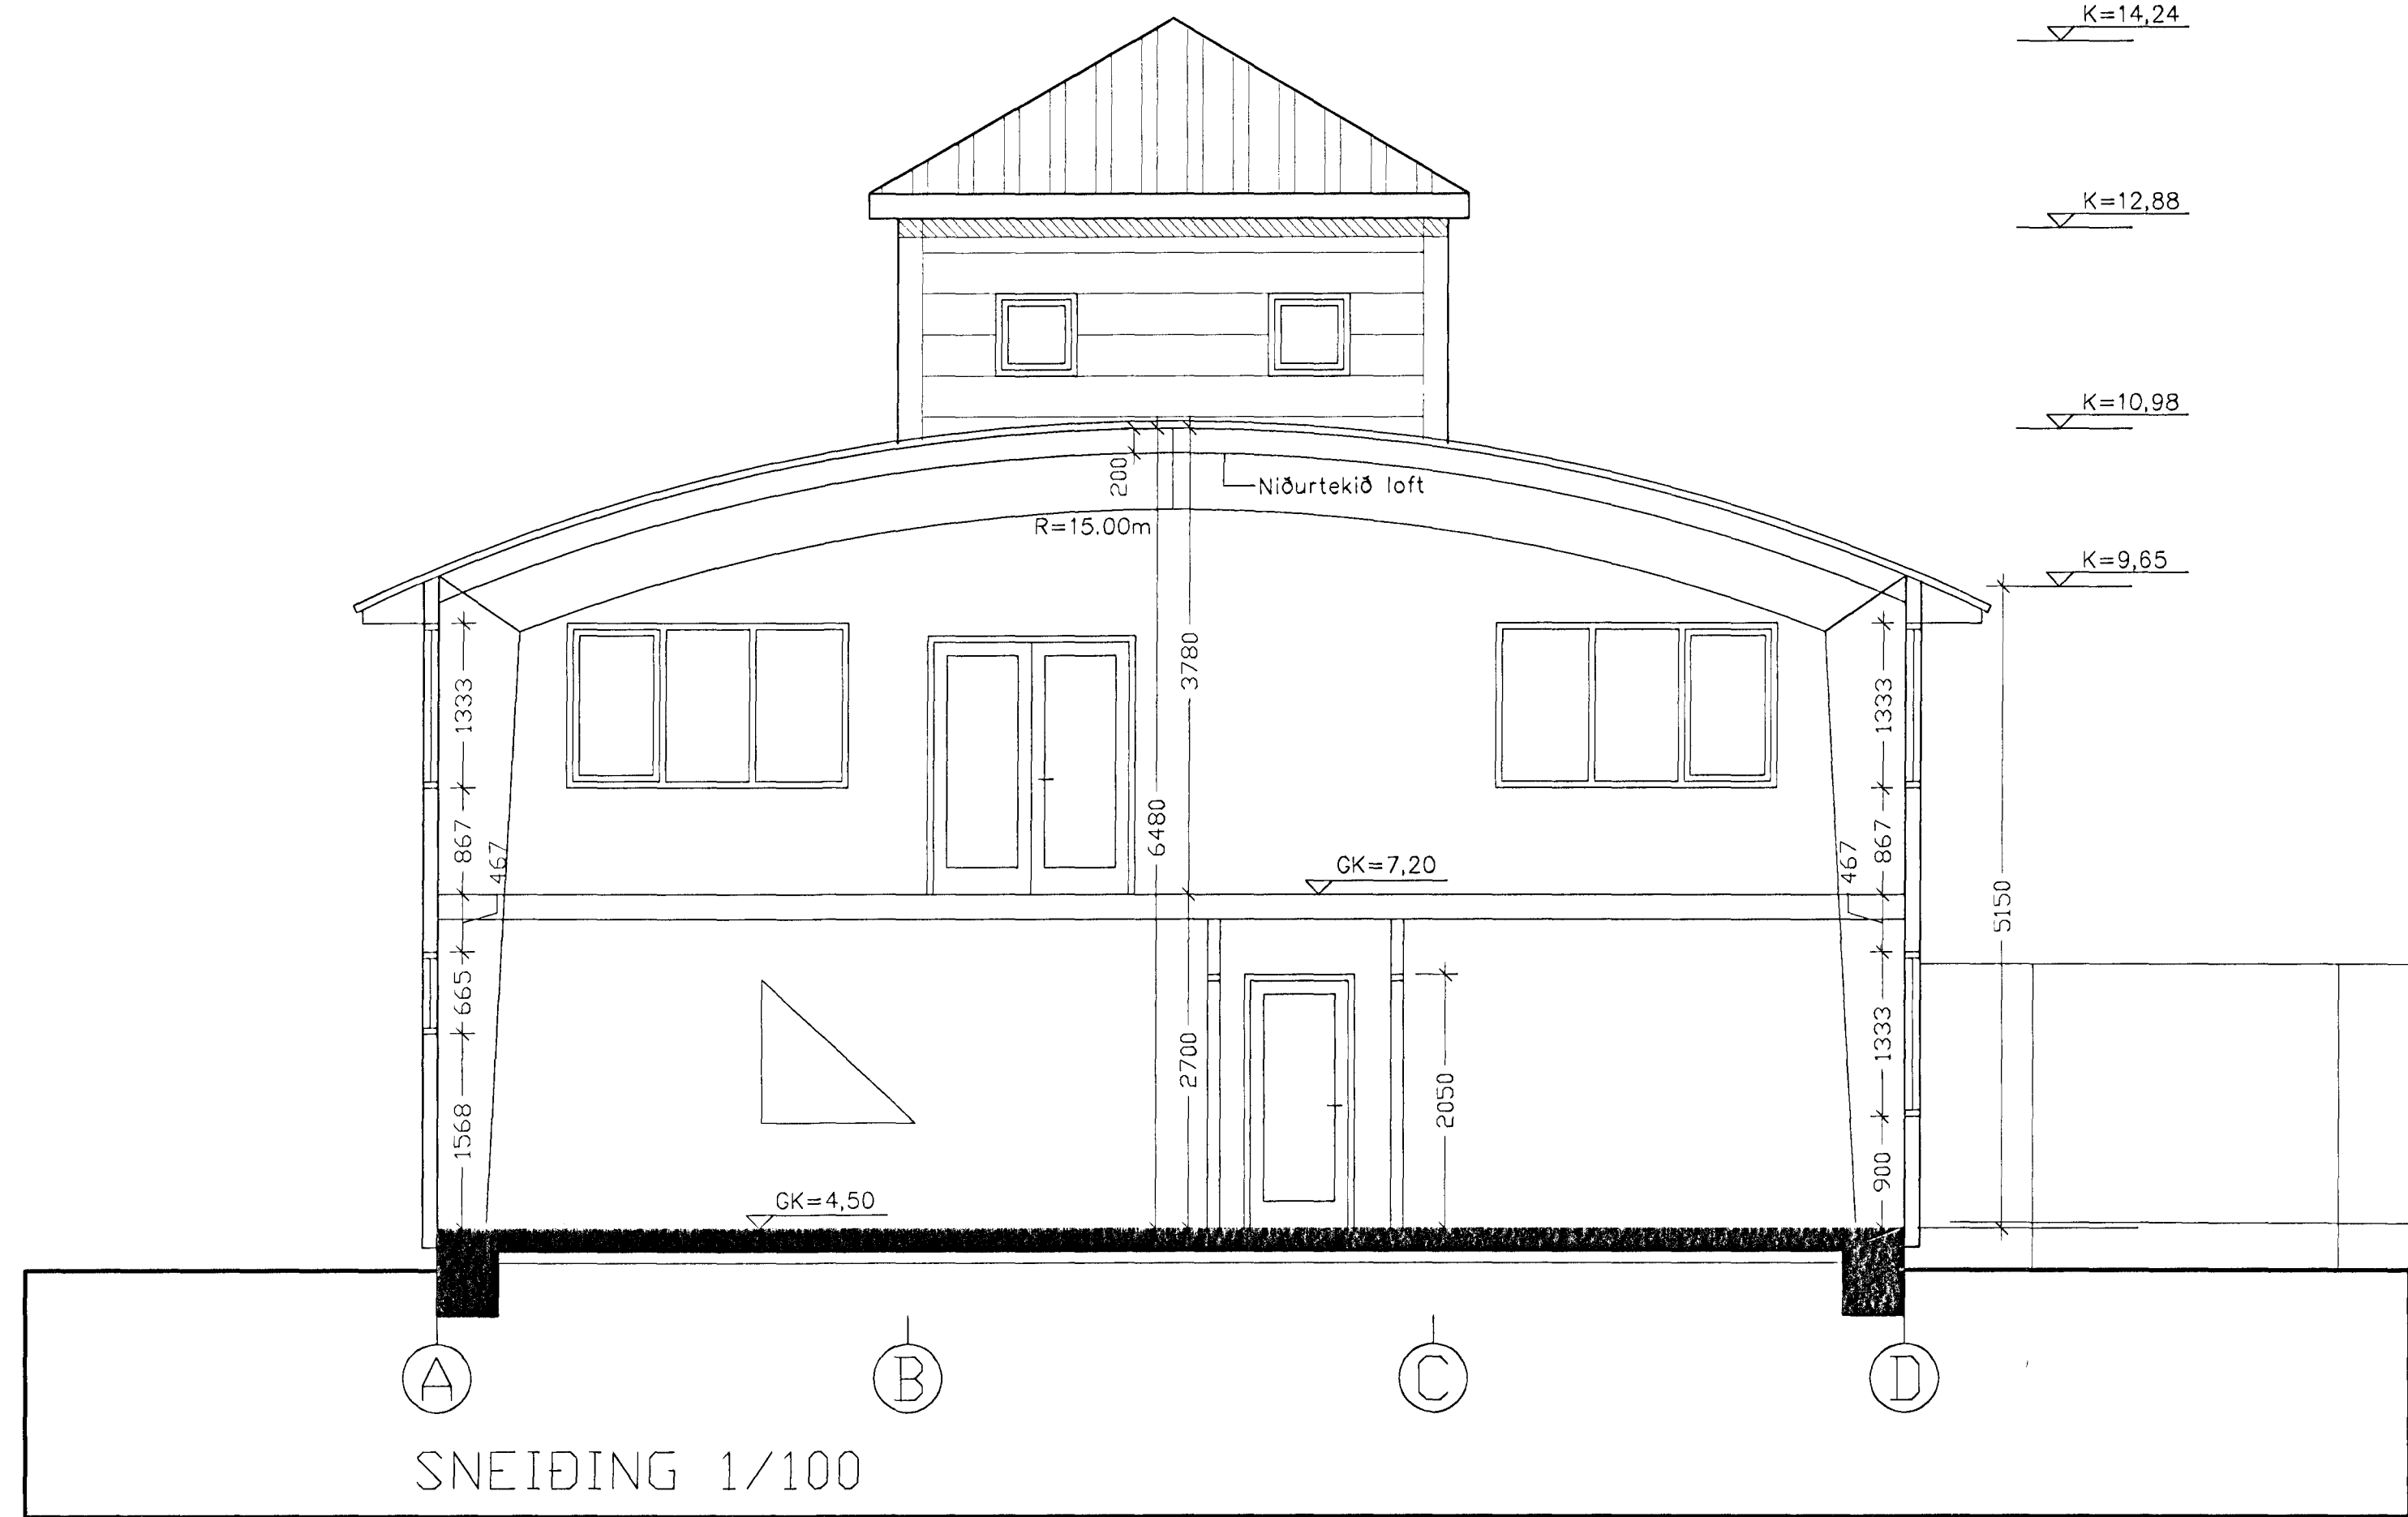 K=14,24
K=12,88
K=10,98
200
Niðurtekið loft
R=15.00m
K=9,65
1333
3780
1333
867
467
6480
GK=7,20
467
867
5150
665
1568
2700
2050
1333
900
GK=4,50
A
B
C
D
SNEIÐING 1/100